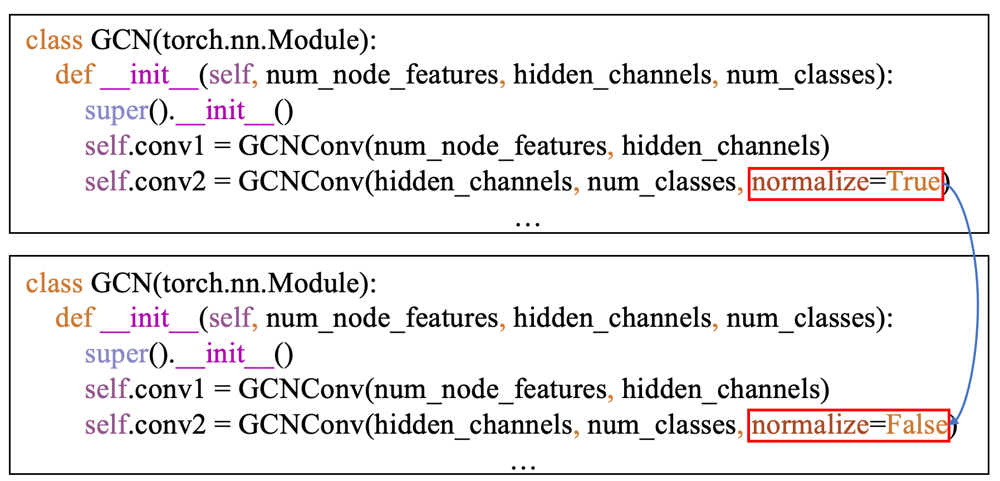 class GCN(torch.nn.Module):
def __init__(self, num_node_features, hidden_channels, num_classes):
super().__init__()
self.conv1 = GCNConv(num_node_features, hidden_channels)
self.conv2 = GCNConv(hidden_channels, num_classes, normalize=True)
…
class GCN(torch.nn.Module):
def __init__(self, num_node_features, hidden_channels, num_classes):
super().__init__()
self.conv1 = GCNConv(num_node_features, hidden_channels)
self.conv2 = GCNConv(hidden_channels, num_classes, normalize=False)
…